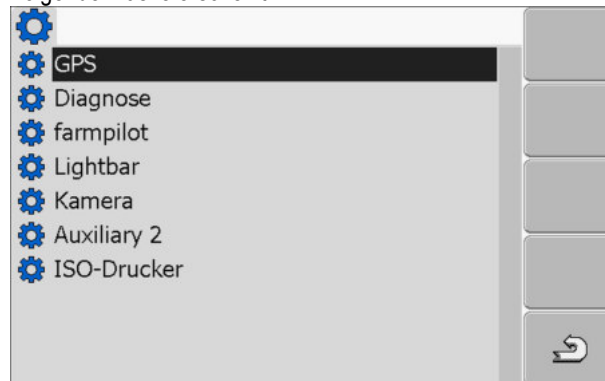 GPS
Diagnose
farmpilot
Lightbar
Kamera
Auxiliary 2
ISO-Drucker